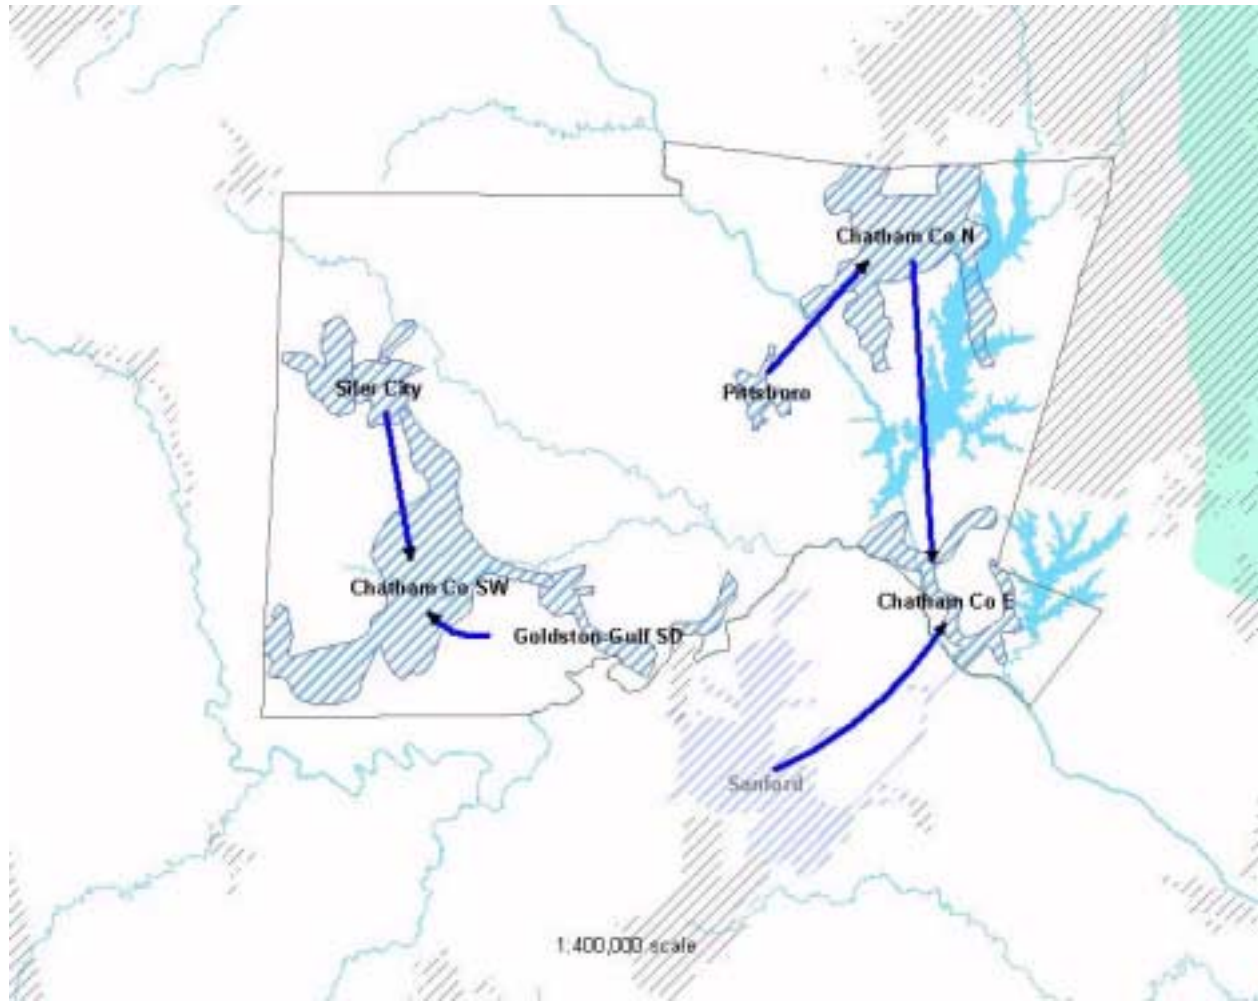 Chatham Co N
Siler City
Pittsboro
Chatham Co SW
Chatham Co E
Goldston-Gulf SD
Sanford
1:400,000 scale